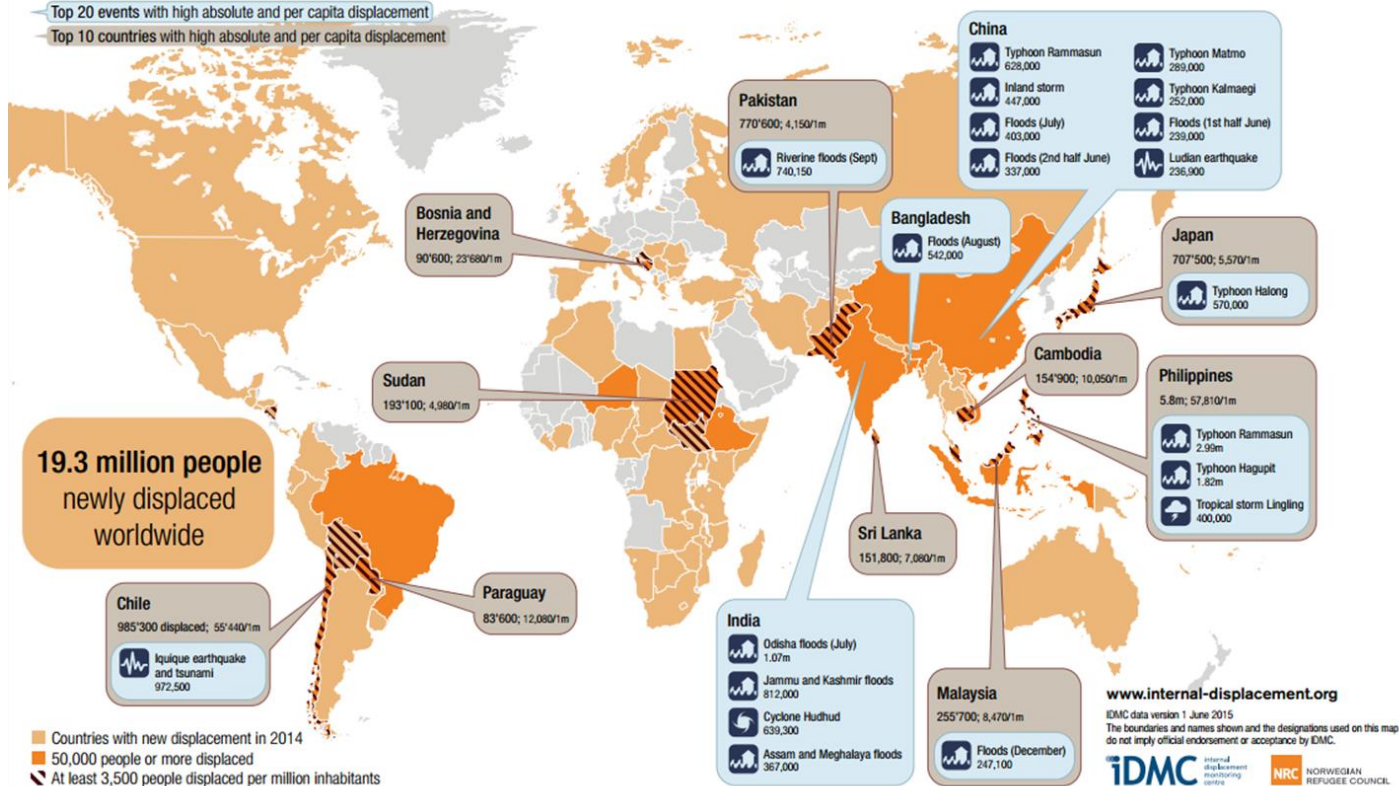 Top 20 events with high absolute and per capita displacement
Top 10 countries with high absolute and per capita displacement
China
Typhoon Rammasun
628,000
Inland storm
447,000
Floods (July)
403,000
Floods (2nd half June)
337,000
Typhoon Matmo
289,000
Typhoon Kalmaegi
252,000
Floods (1st half June)
239,000
Ludian earthquake
236,900
Pakistan
770'600; 4,150/1m
Riverine floods (Sept)
740,150
Bangladesh
Floods (August)
542,000
Bosnia and
Herzegovina
90'600; 23'680/1m
Japan
707'500; 5,570/1m
Typhoon Halong
570,000
Cambodia
154'900; 10,050/1m
Sudan
193'100; 4,980/1m
Philippines
5.8m; 57,810/1m
Typhoon Rammasun
2.99m
Typhoon Hagupit
1.82m
Tropical storm Lingling
400,000
19.3 million people
newly displaced
worldwide
Sri Lanka
151,800; 7,080/1m
Chile
985'300 displaced; 55'440/1m
Iquique earthquake
and tsunami
972,500
Paraguay
83'600; 12,080/1m
India
Odisha floods (July)
1.07m
Jammu and Kashmir floods
812,000
Cyclone Hudhud
639,300
Assam and Meghalaya floods
367,000
Malaysia
255'700; 8,470/1m
Floods (December)
247,100
Countries with new displacement in 2014
50,000 people or more displaced
At least 3,500 people displaced per million inhabitants
www.internal-displacement.org
IDMC data version 1 June 2015
The boundaries and names shown and the designations used on this map
do not imply official endorsement or acceptance by IDMC.
iDMC
internal
displacement
monitoring
centre
NRC
NORWEGIAN
REFUGEE COUNCIL